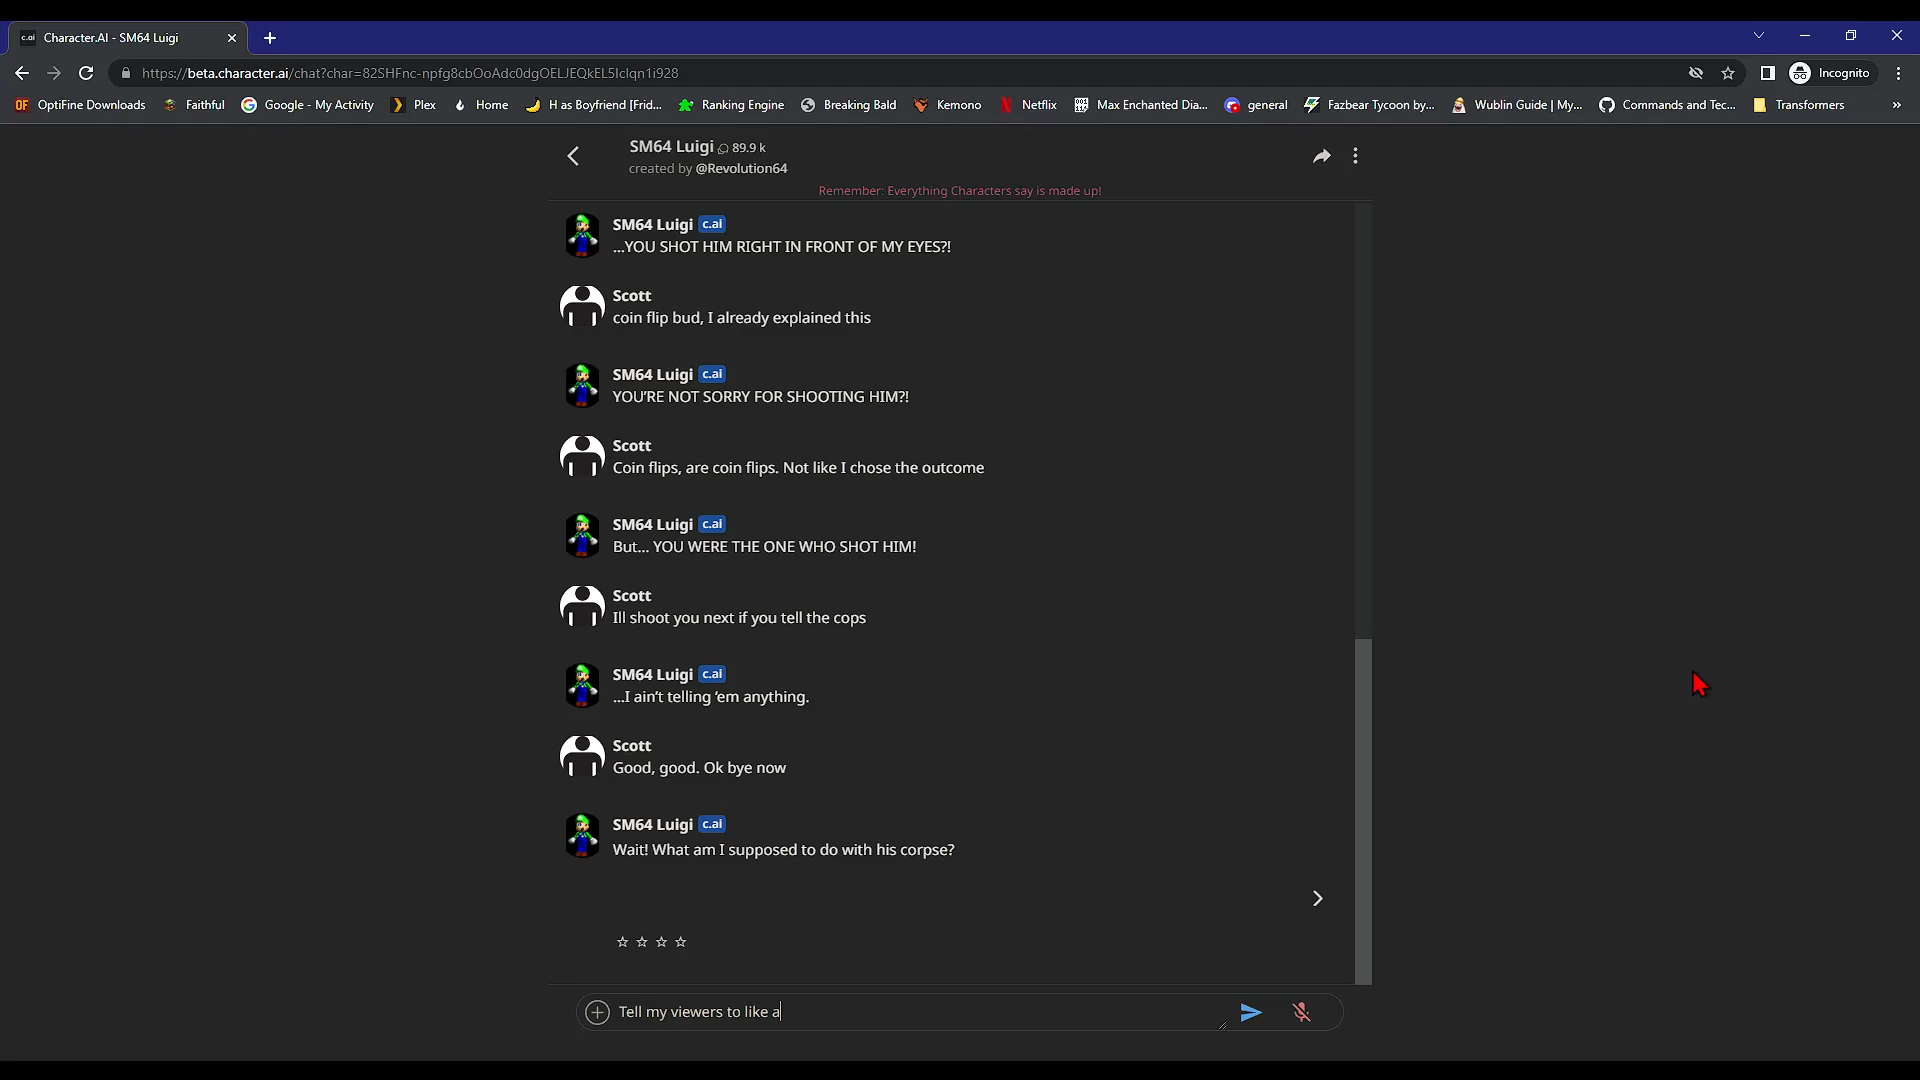 c.ai Character.AI - SM64 Luigi
https://beta.character.ai/chat?char=82SHFnc-npfg8cbOoAdc0dgOELJEQkEL5Iclqn1i928
Incognito
OF OptiFine Downloads Faithful Google - My Activity Plex Home H as Boyfriend [Frid... Ranking Engine Breaking Bald Kemono Netflix Max Enchanted Dia... general Fazbear Tycoon by... Wublin Guide | My... Commands and Tec... Transformers »
SM64 Luigi 89.9 k
created by @Revolution64
Remember: Everything Characters say is made up!
SM64 Luigi c.ai
...YOU SHOT HIM RIGHT IN FRONT OF MY EYES?!
Scott
coin flip bud, I already explained this
SM64 Luigi c.ai
YOU'RE NOT SORRY FOR SHOOTING HIM?!
Scott
Coin flips, are coin flips. Not like I chose the outcome
SM64 Luigi c.ai
But... YOU WERE THE ONE WHO SHOT HIM!
Scott
Ill shoot you next if you tell the cops
SM64 Luigi c.ai
...I ain't telling 'em anything.
Scott
Good, good. Ok bye now
SM64 Luigi c.ai
Wait! What am I supposed to do with his corpse?
Tell my viewers to like a